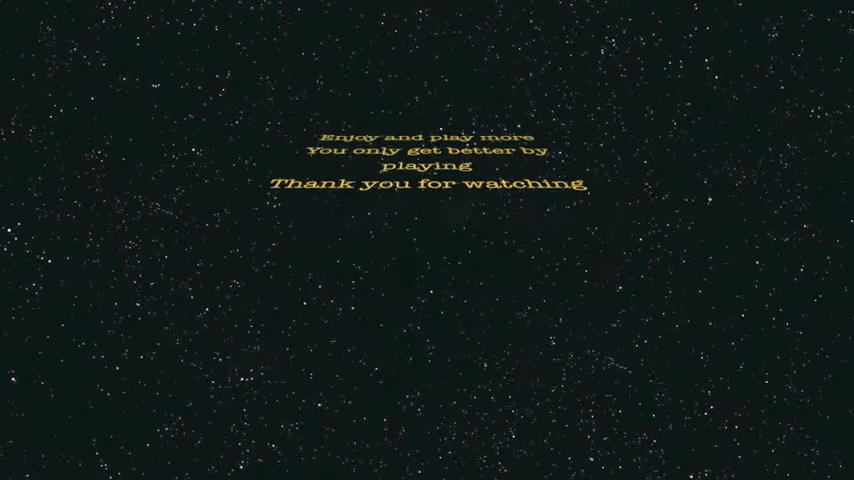 Enjoy and play more
You only get better by
playing
Thank you for watching